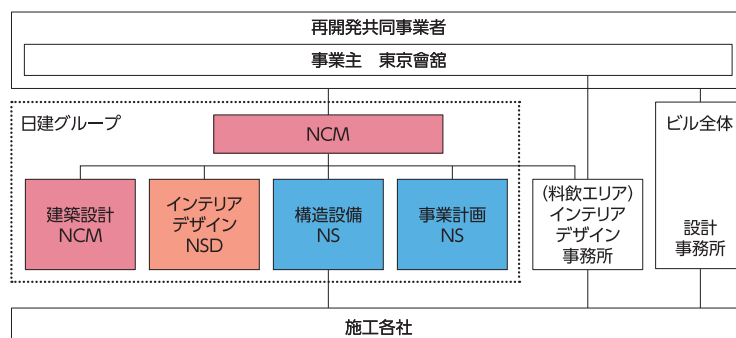 再開発共同事業者
事業主　東京會舘
日建グループ
NCM
ビル全体
建築設計
NCM
インテリア
デザイン
NSD
構造設備
NS
事業計画
NS
(料飲エリア)
インテリア
デザイン
事務所
設計
事務所
施工各社